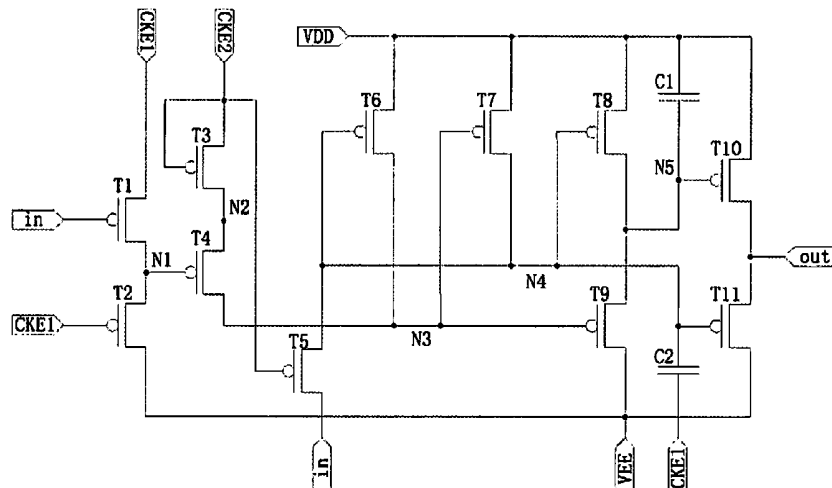 CKE1
CKE2
VDD
T6
T7
T8
C1
T3
T10
N5
T1
in
N2
T4
N1
out
N4
T2
T9
T11
CKE1
N3
T5
C2
in
VEE
CKE1